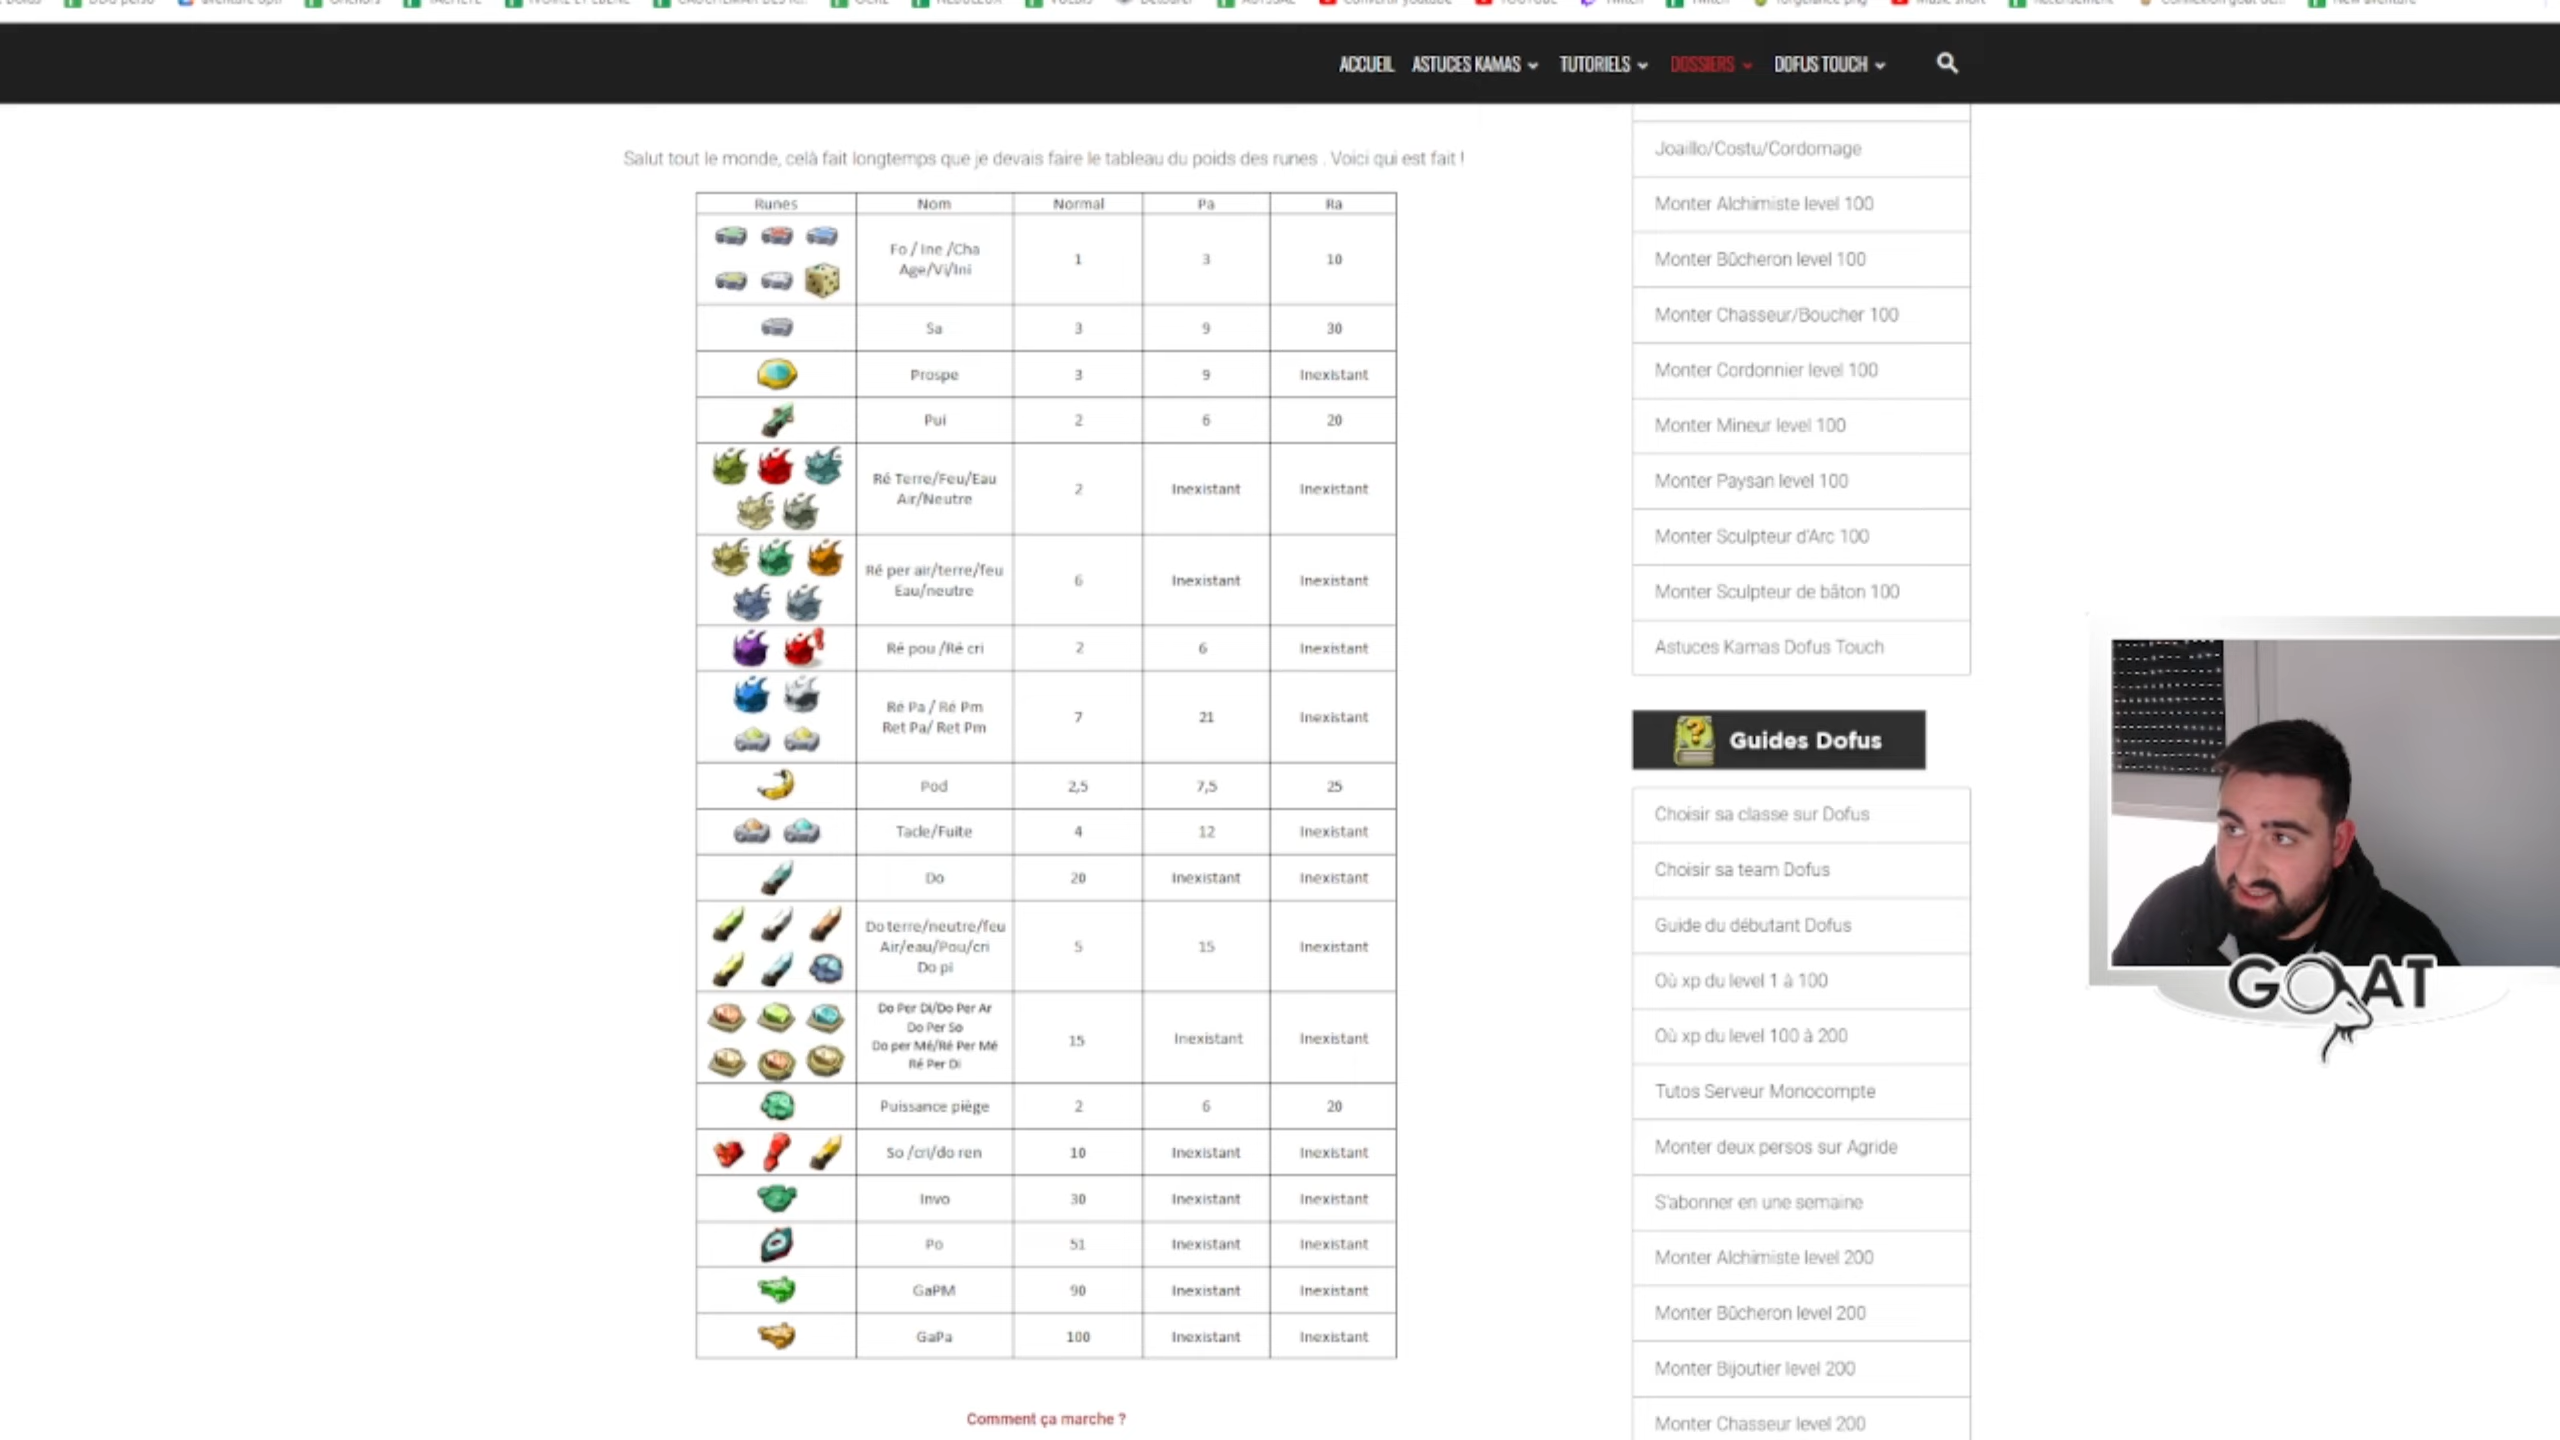 ACCUEIL ASTUCES KAMAS TUTORIELS DOSSIERS DOFUS TOUCH
Salut tout le monde, celà fait longtemps que je devais faire le tableau du poids des runes . Voici qui est fait !
Runes Nom Normal Pa Ra
Fo / Ine /Cha
Age/Vi/Ini 1 3 10
Sa 3 9 30
Prospe 3 9 Inexistant
Pui 2 6 20
Ré Terre/Feu/Eau
Air/Neutre 2 Inexistant Inexistant
Ré per air/terre/feu
Eau/neutre 6 Inexistant Inexistant
Ré pou /Ré cri 2 6 Inexistant
Ré Pa / Ré Pm
Ret Pa/ Ret Pm 7 21 Inexistant
Pod 2,5 7,5 25
Tacle/Fuite 4 12 Inexistant
Do 20 Inexistant Inexistant
Do terre/neutre/feu
Air/eau/Pou/cri 5 15 Inexistant
Do pi
Do Per Di/Do Per Ar
Do Per So
Do per Mé/Ré Per Mé 15 Inexistant Inexistant
Ré Per Di
Puissance piège 2 6 20
So /cri/do ren 10 Inexistant Inexistant
Invo 30 Inexistant Inexistant
Po 51 Inexistant Inexistant
GaPM 90 Inexistant Inexistant
GaPa 100 Inexistant Inexistant
Comment ça marche ?
Joaillo/Costu/Cordomage
Monter Alchimiste level 100
Monter Bûcheron level 100
Monter Chasseur/Boucher 100
Monter Cordonnier level 100
Monter Mineur level 100
Monter Paysan level 100
Monter Sculpteur d'Arc 100
Monter Sculpteur de bâton 100
Astuces Kamas Dofus Touch
Guides Dofus
Choisir sa classe sur Dofus
Choisir sa team Dofus
Guide du débutant Dofus
Où xp du level 1 à 100
Où xp du level 100 à 200
Tutos Serveur Monocompte
Monter deux persos sur Agride
S'abonner en une semaine
Monter Alchimiste level 200
Monter Bûcheron level 200
Monter Bijoutier level 200
Monter Chasseur level 200
GOAT